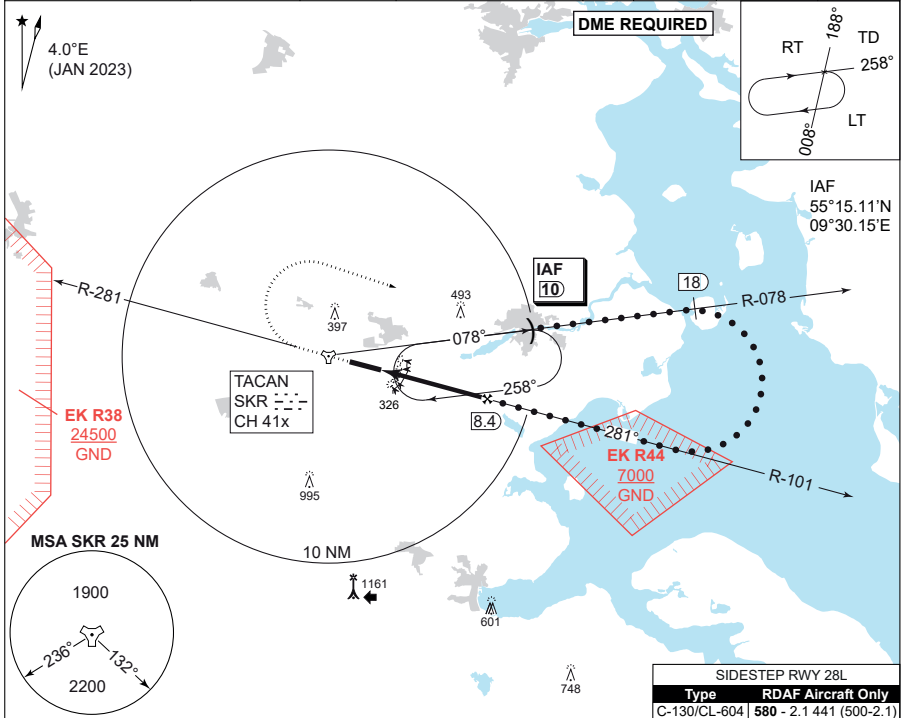 DME REQUIRED
4.0°E
(JAN 2023)
188°
RT
TD
258°
LT
008°
IAF
55°15.11'N
09°30.15'E
IAF
10
18
R-078
R-281
397
493
078°
258°
TACAN
SKR
CH 41x
326
8.4
281°
EK R38
24500
GND
EK R44
7000
GND
R-101
995
MSA SKR 25 NM
10 NM
1900
236°
132°
2200
1161
601
748
SIDESTEP RWY 28L
Type RDAF Aircraft Only
C-130/CL-604 580 - 2.1 441 (500-2.1)